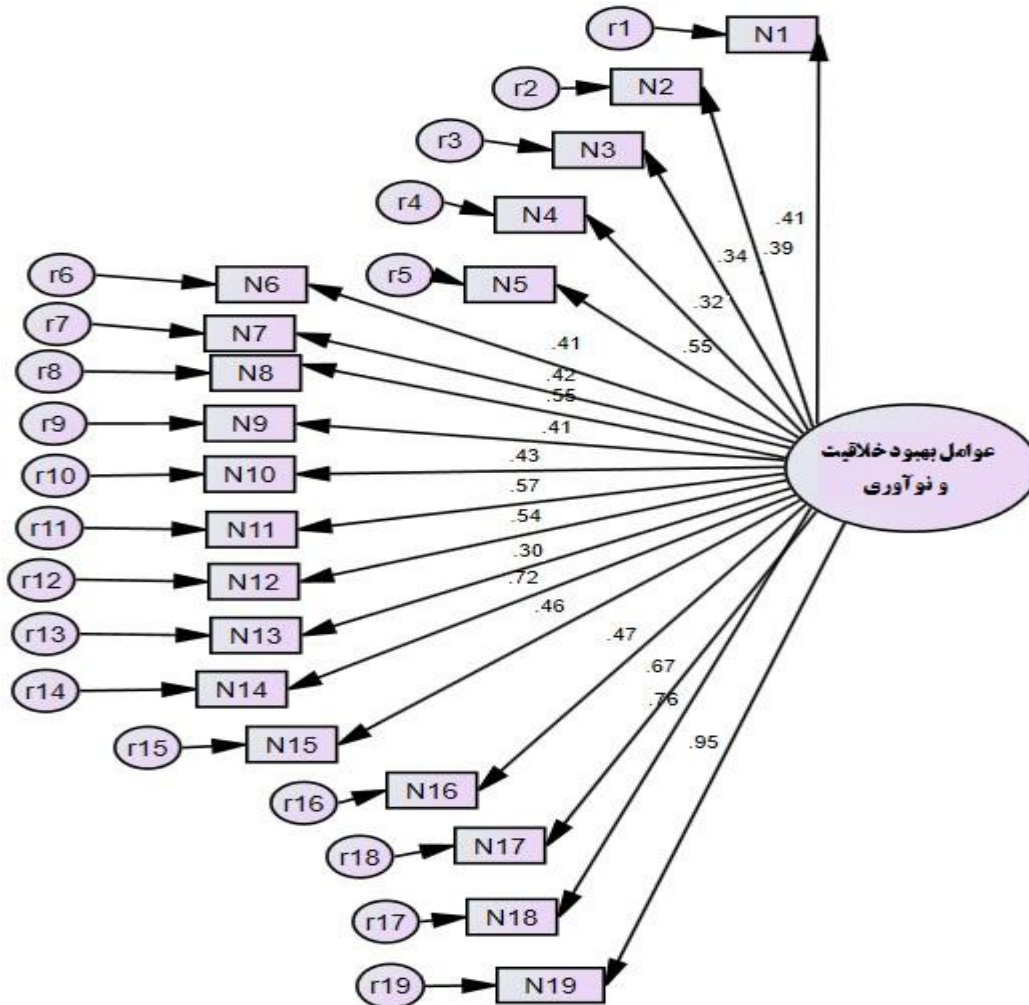 r1 N1
r2 N2
r3 N3
r4 N4
r5 N5
r6 N6
r7 N7
r8 N8
r9 N9
r10 N10
r11 N11
r12 N12
r13 N13
r14 N14
r15 N15
r16 N16
r18 N17
r17 N18
r19 N19
.41
.39
.34
.32
.55
.41
.42
.55
.41
.43
.57
.54
.30
.72
.46
.47
.67
.76
.95
عوامل بهبود خلاقیت
و نوآوری